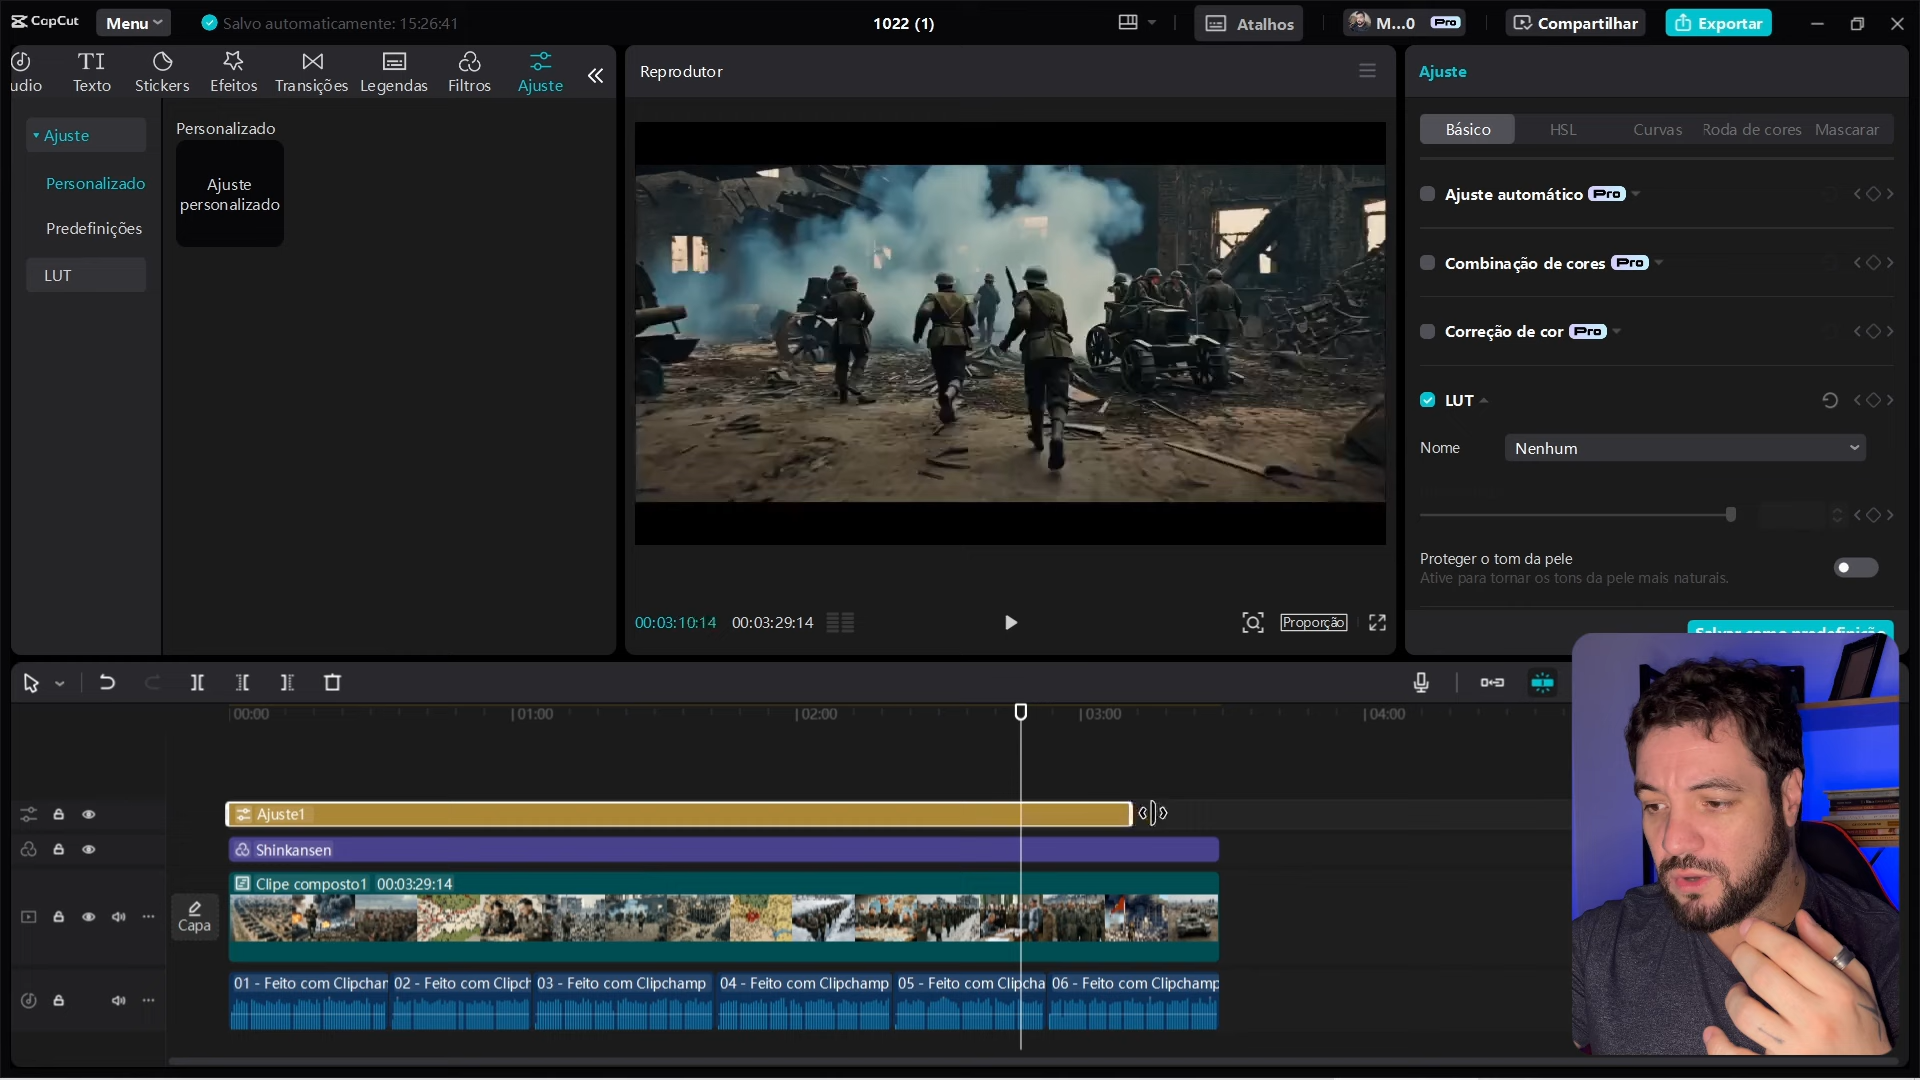 CapCut
Menu
Salvo automaticamente: 15:26:41
1022 (1)
Atalhos
M...0
Pro
Compartilhar
Exportar
udio
Texto
Stickers
Efeitos
Transições
Legendas
Filtros
Ajuste
Ajuste
Personalizado
Predefinições
LUT
Personalizado
Ajuste
personalizado
Reprodutor
00:03:10:14
00:03:29:14
Proporção
Ajuste
Básico
HSL
Curvas
Roda de cores
Mascarar
Ajuste automático Pro
Combinação de cores Pro
Correção de cor Pro
LUT
Nome
Nenhum
Proteger o tom da pele
Ative para tornar os tons da pele mais naturais.
Salvar como predefinição
00:00
01:00
02:00
03:00
04:00
Ajuste1
Shinkansen
Capa
Clipe composto1 00:03:29:14
01 - Feito com Clipchar
02 - Feito com Clipch
03 - Feito com Clipchamp
04 - Feito com Clipchamp
05 - Feito com Clipcha
06 - Feito com Clipchamp